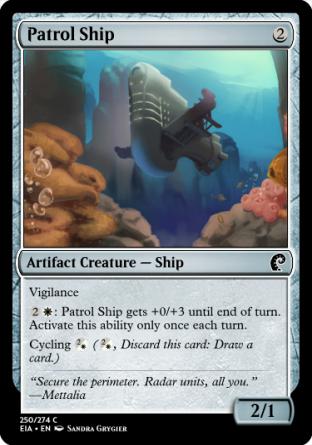 Patrol Ship 2
Artifact Creature — Ship
Vigilance
2 : Patrol Ship gets +0/+3 until end of turn.
Activate this ability only once each turn.
Cycling ( , Discard this card: Draw a
card.)
“Secure the perimeter. Radar units, all you.”
—Mettalia
250/274 C
EIA • EN SANDRA GRYGIER
2/1